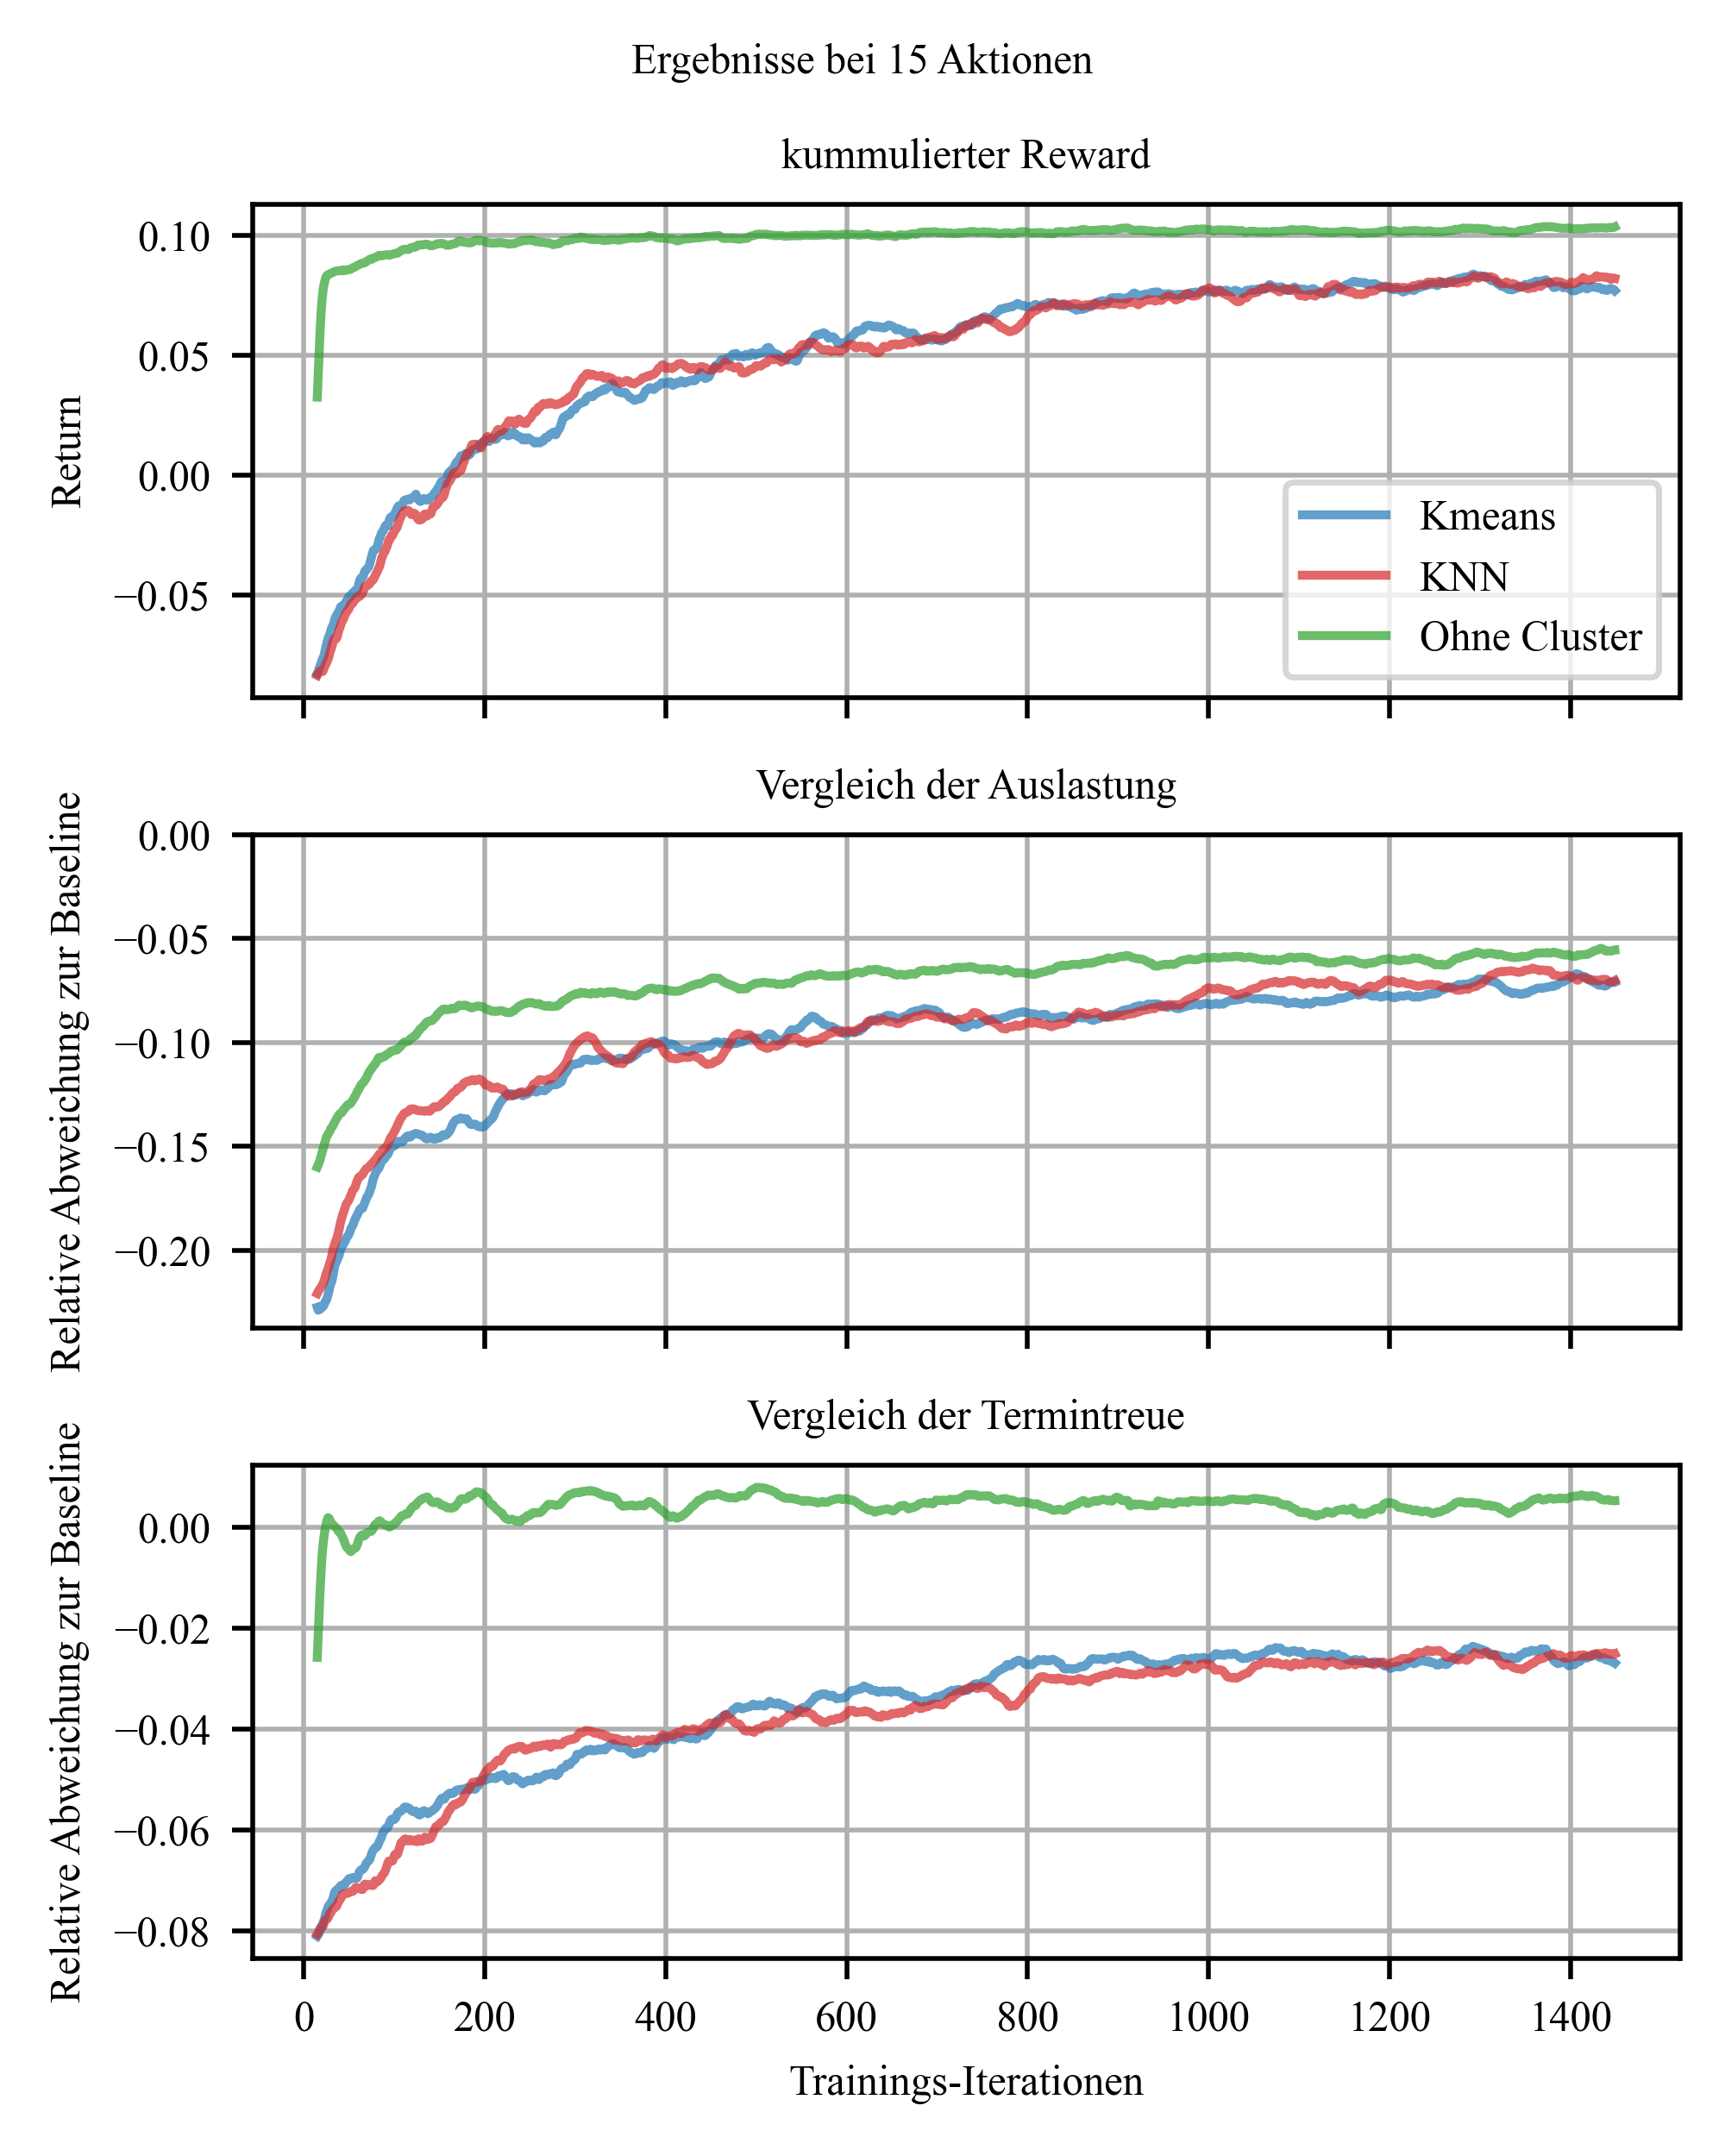 Ergebnisse bei 15 Aktionen
kummulierter Reward
Return
0.10
0.05
0.00
−0.05
Kmeans
KNN
Ohne Cluster
Vergleich der Auslastung
Relative Abweichung zur Baseline
0.00
−0.05
−0.10
−0.15
−0.20
Vergleich der Termintreue
Relative Abweichung zur Baseline
0.00
−0.02
−0.04
−0.06
−0.08
0 200 400 600 800 1000 1200 1400
Trainings-Iterationen